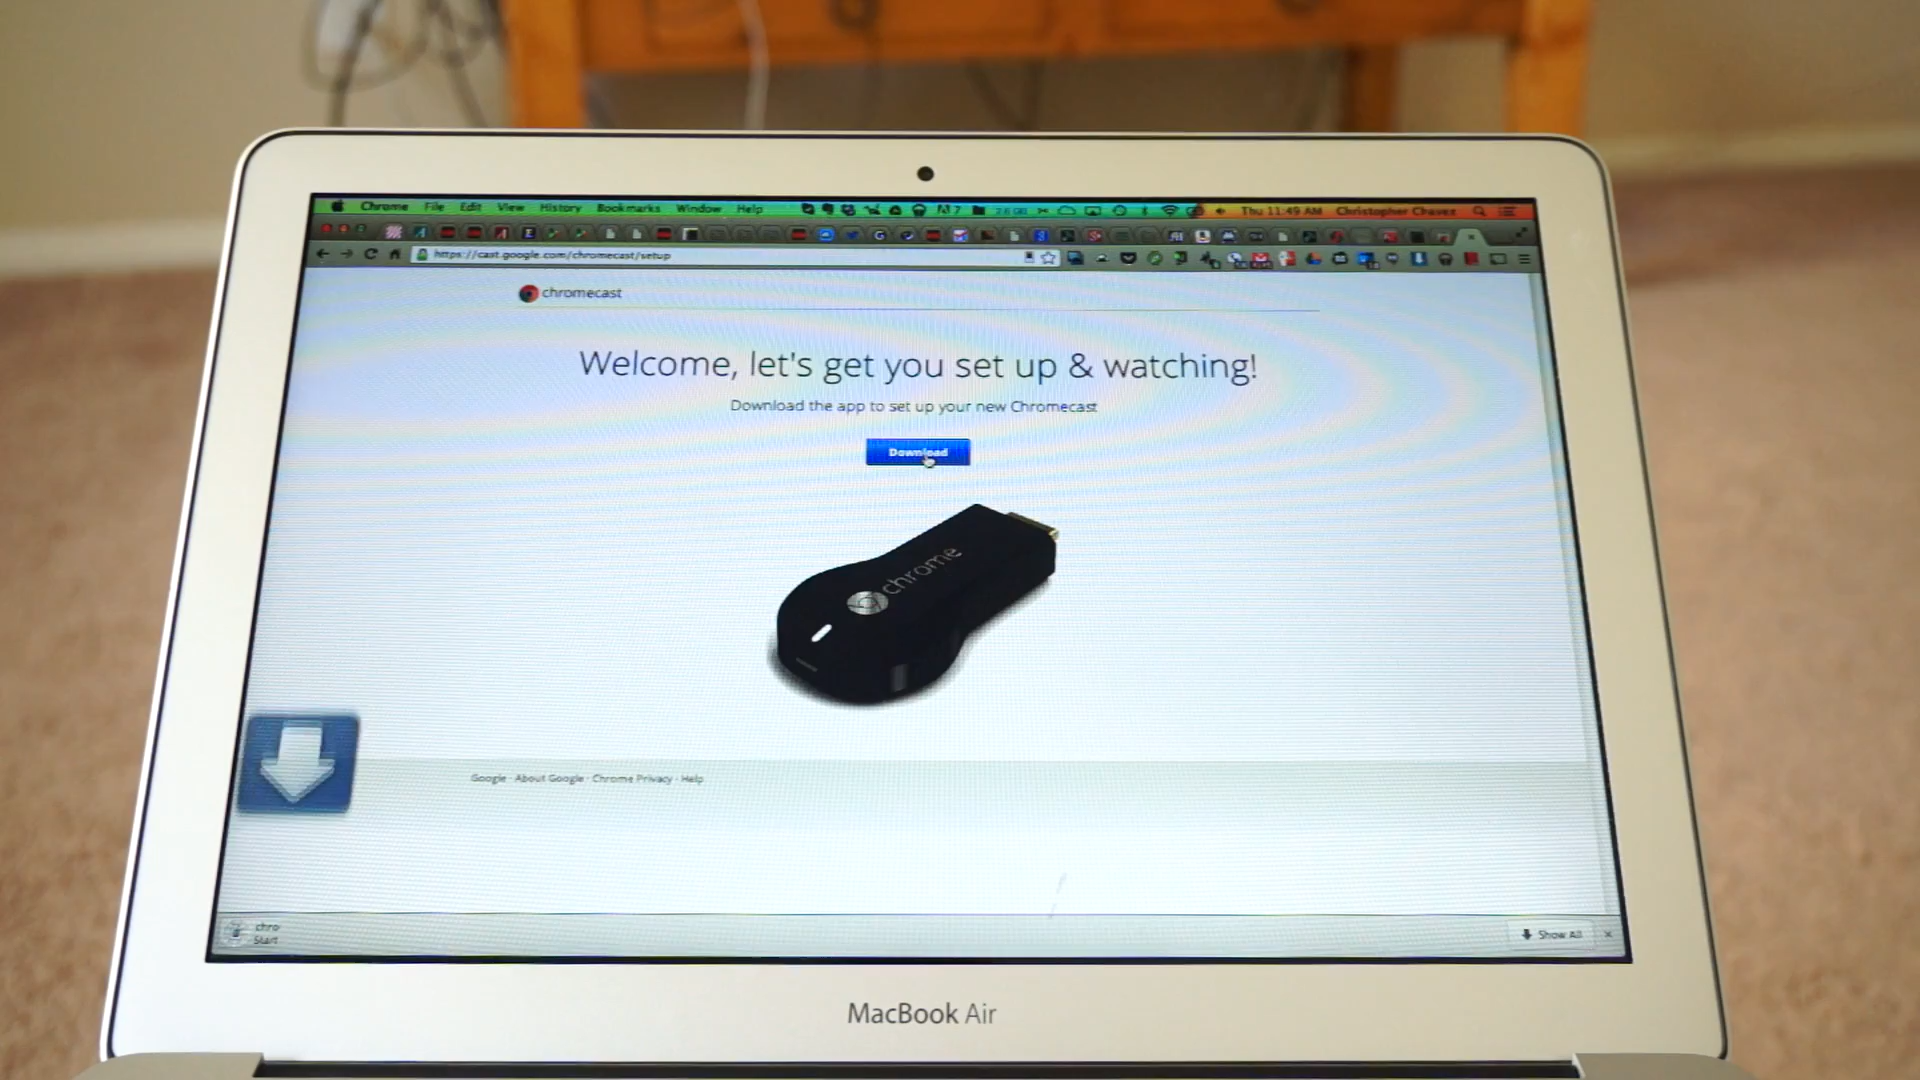 Chrome File Edit View History Bookmarks Window Help Thu 11:49 AM Christopher Chavez
https://cast.google.com/chromecast/setup
chromecast
Welcome, let's get you set up & watching!
Download the app to set up your new Chromecast
Download
chrome
Google · About Google · Chrome Privacy · Help
chro
Start
Show All
MacBook Air